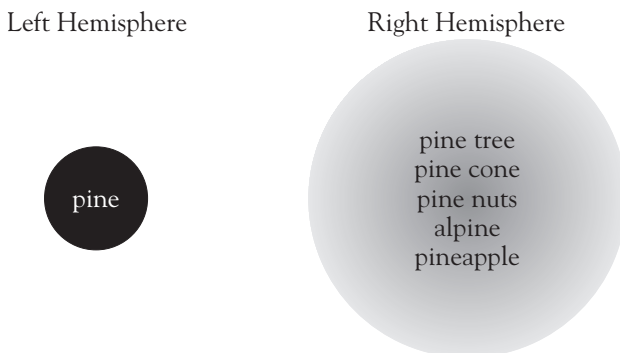 Left Hemisphere
Right Hemisphere
pine
pine tree
pine cone
pine nuts
alpine
pineapple